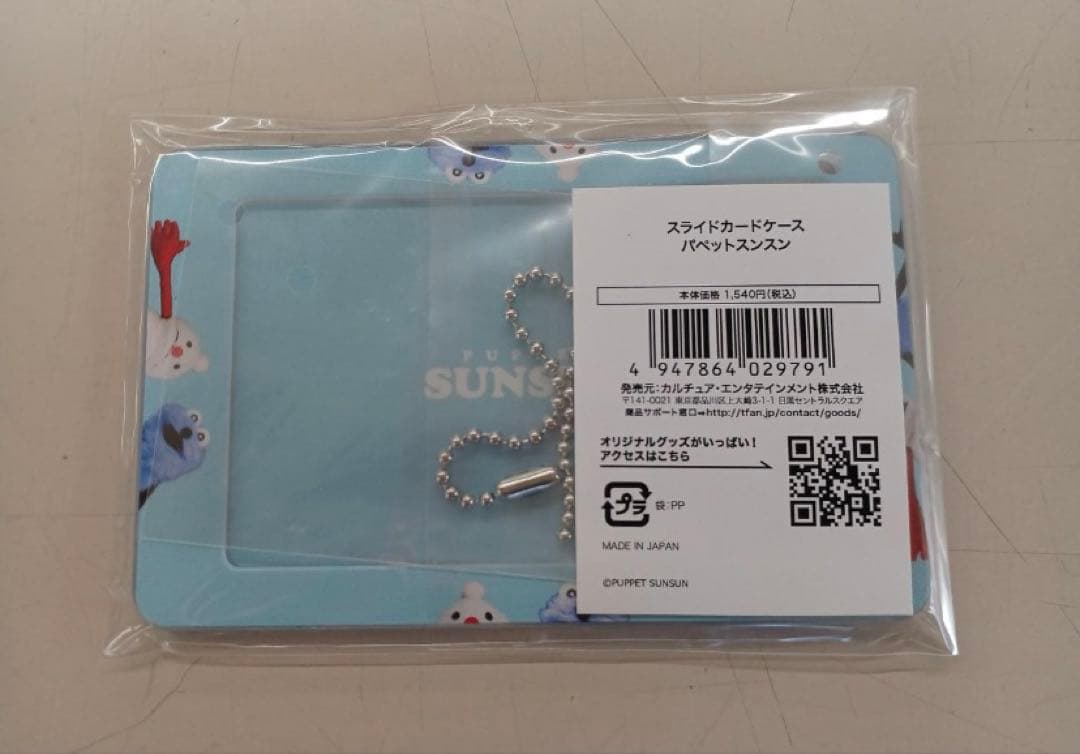 スライドカードケース
パペットスンスン
本体価格 1,540円(税込)
4 947864 029791
発売元:カルチュア・エンタテインメント株式会社
〒141-0021 東京都品川区上大崎3-1-1 目黒セントラルスクエア
商品サポート窓口➡http://tfan.jp/contact/goods/
オリジナルグッズがいっぱい!
アクセスはこちら
プラ 袋:PP
MADE IN JAPAN
©PUPPET SUNSUN
PUP
SUNS